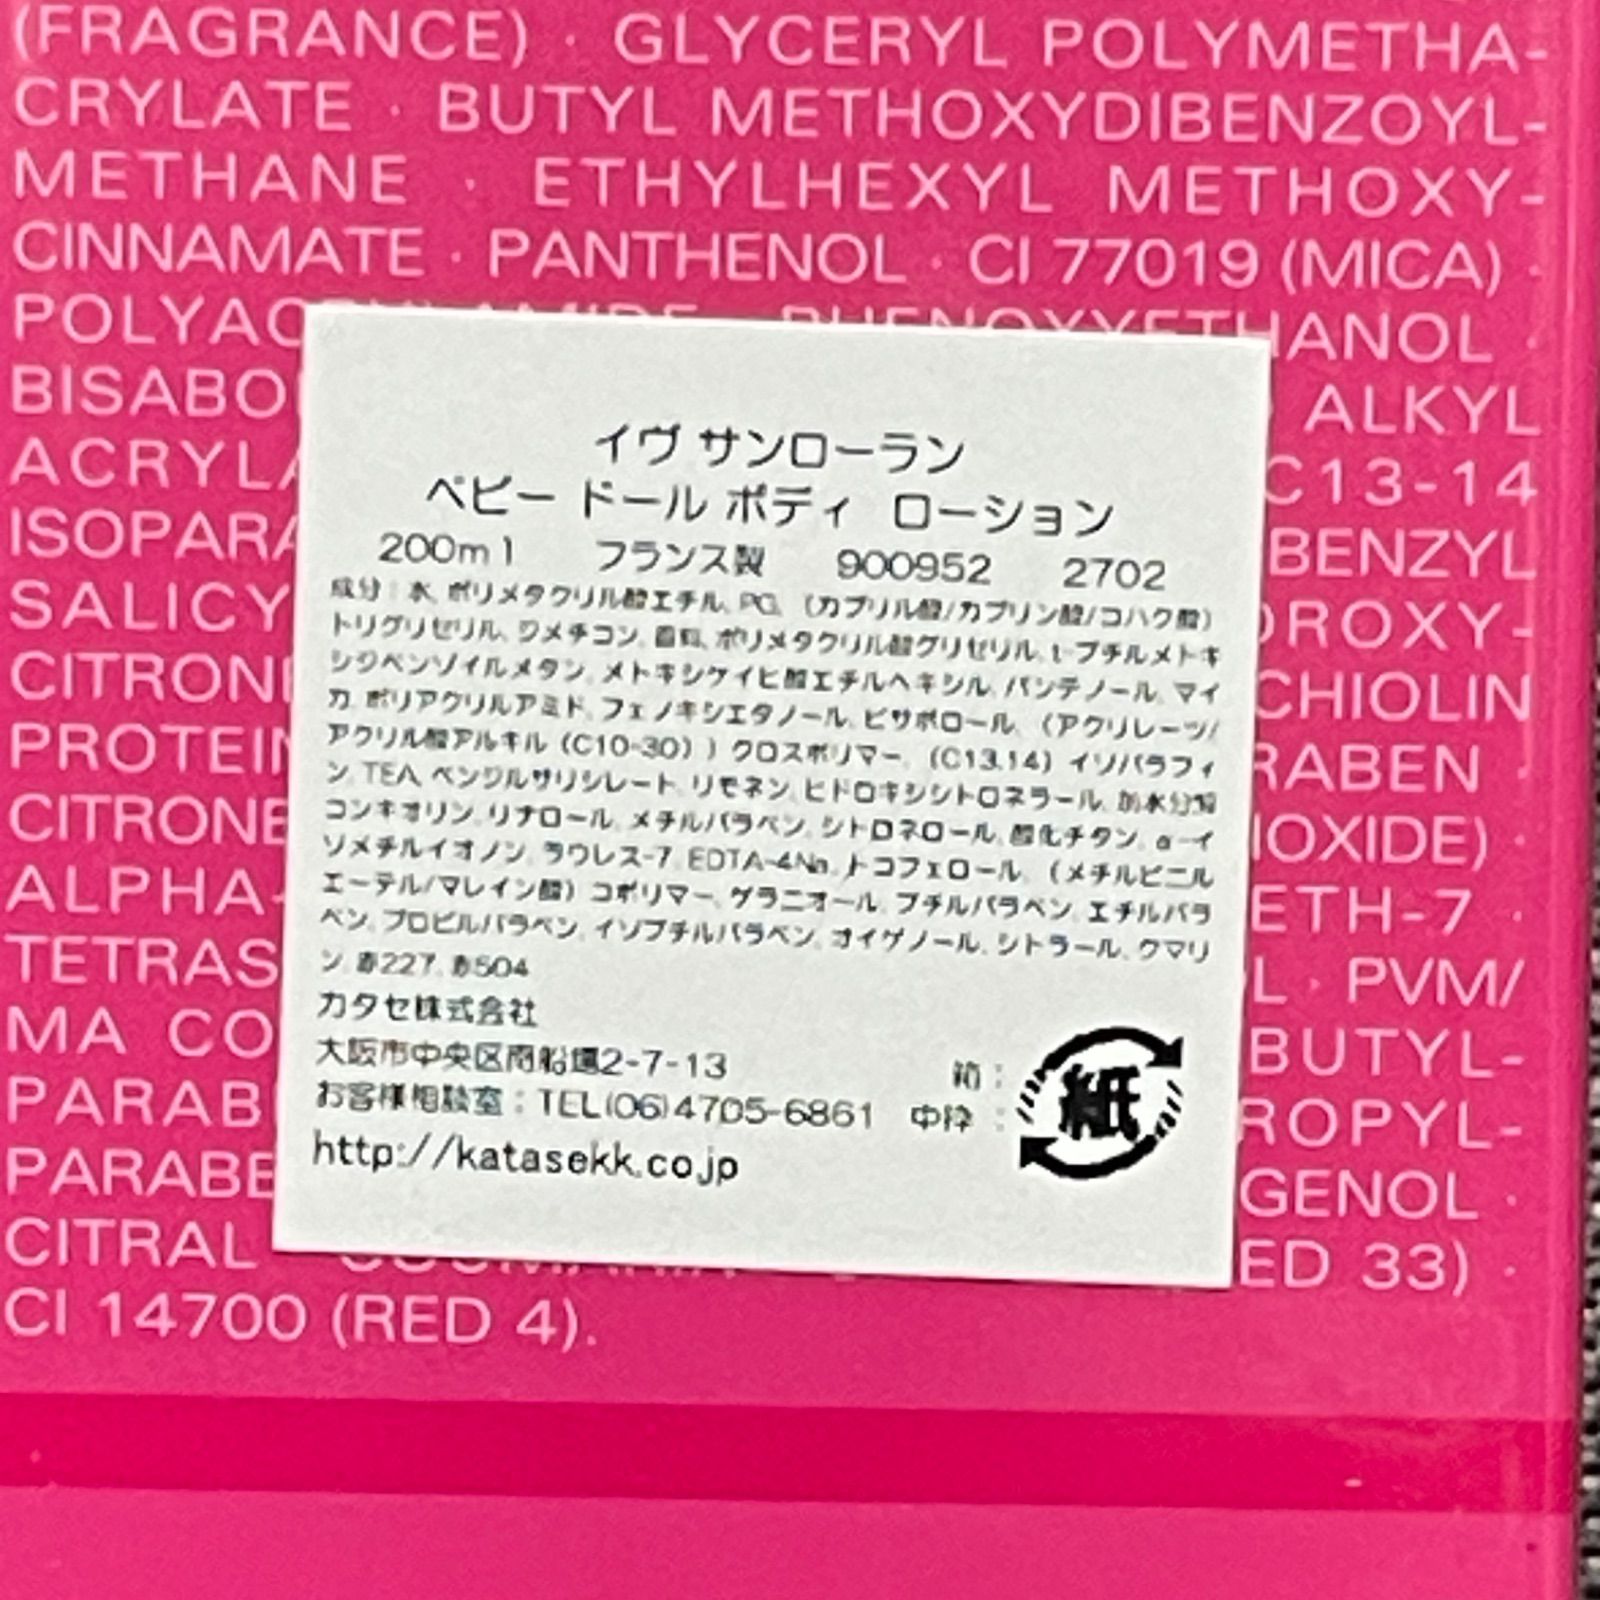 (FRAGRANCE) · GLYCERYL POLYMETHA-
CRYLATE · BUTYL METHOXYDIBENZOYL-
METHANE · ETHYLHEXYL METHOXY-
CINNAMATE · PANTHENOL · CI 77019 (MICA) ·
POLYAC
HANOL ·
BISABO
ALKYL
ACRYLA
C13-14
ISOPARA
BENZYL
SALICY
DROXY-
CITRON
CHIOLIN
PROTEIN
RABEN ·
CITRONE
IOXIDE) ·
ALPHA-
ETH-7 ·
TETRAS
L · PVM/
MA CO
BUTYL-
PARAB
ROPYL-
PARABE
GENOL ·
CITRAL
ED 33) ·
CI 14700 (RED 4).
イヴ サンローラン
ベビー ドール ボディ ローション
200ml フランス製 900952 2702
成分：水、ポリメタクリル酸エチル、PG、(カプリル酸/カプリン酸/コハク酸)
トリグリセリル、ジメチコン、香料、ポリメタクリル酸グリセリル、t-ブチルメトキ
シジベンゾイルメタン、メトキシケイヒ酸エチルヘキシル、パンテノール、マイ
カ、ポリアクリルアミド、フェノキシエタノール、ビサボロール、(アクリレーツ/
アクリル酸アルキル(C10-30))クロスポリマー、(C13,14)イソパラフィ
ン、TEA、ベンジルサリシレート、リモネン、ヒドロキシシトロネラール、加水分解
コンキオリン、リナロール、メチルパラベン、シトロネロール、酸化チタン、α-イ
ソメチルイオノン、ラウレス-7、EDTA-4Na、トコフェロール、(メチルビニル
エーテル/マレイン酸)コポリマー、ゲラニオール、ブチルパラベン、エチルパラ
ベン、プロピルパラベン、イソブチルパラベン、オイゲノール、シトラール、クマリ
ン、赤227、赤504
カタセ株式会社
大阪市中央区南船場2-7-13
お客様相談室：TEL(06)4705-6861
http://katasekk.co.jp
箱：
中枠：
紙